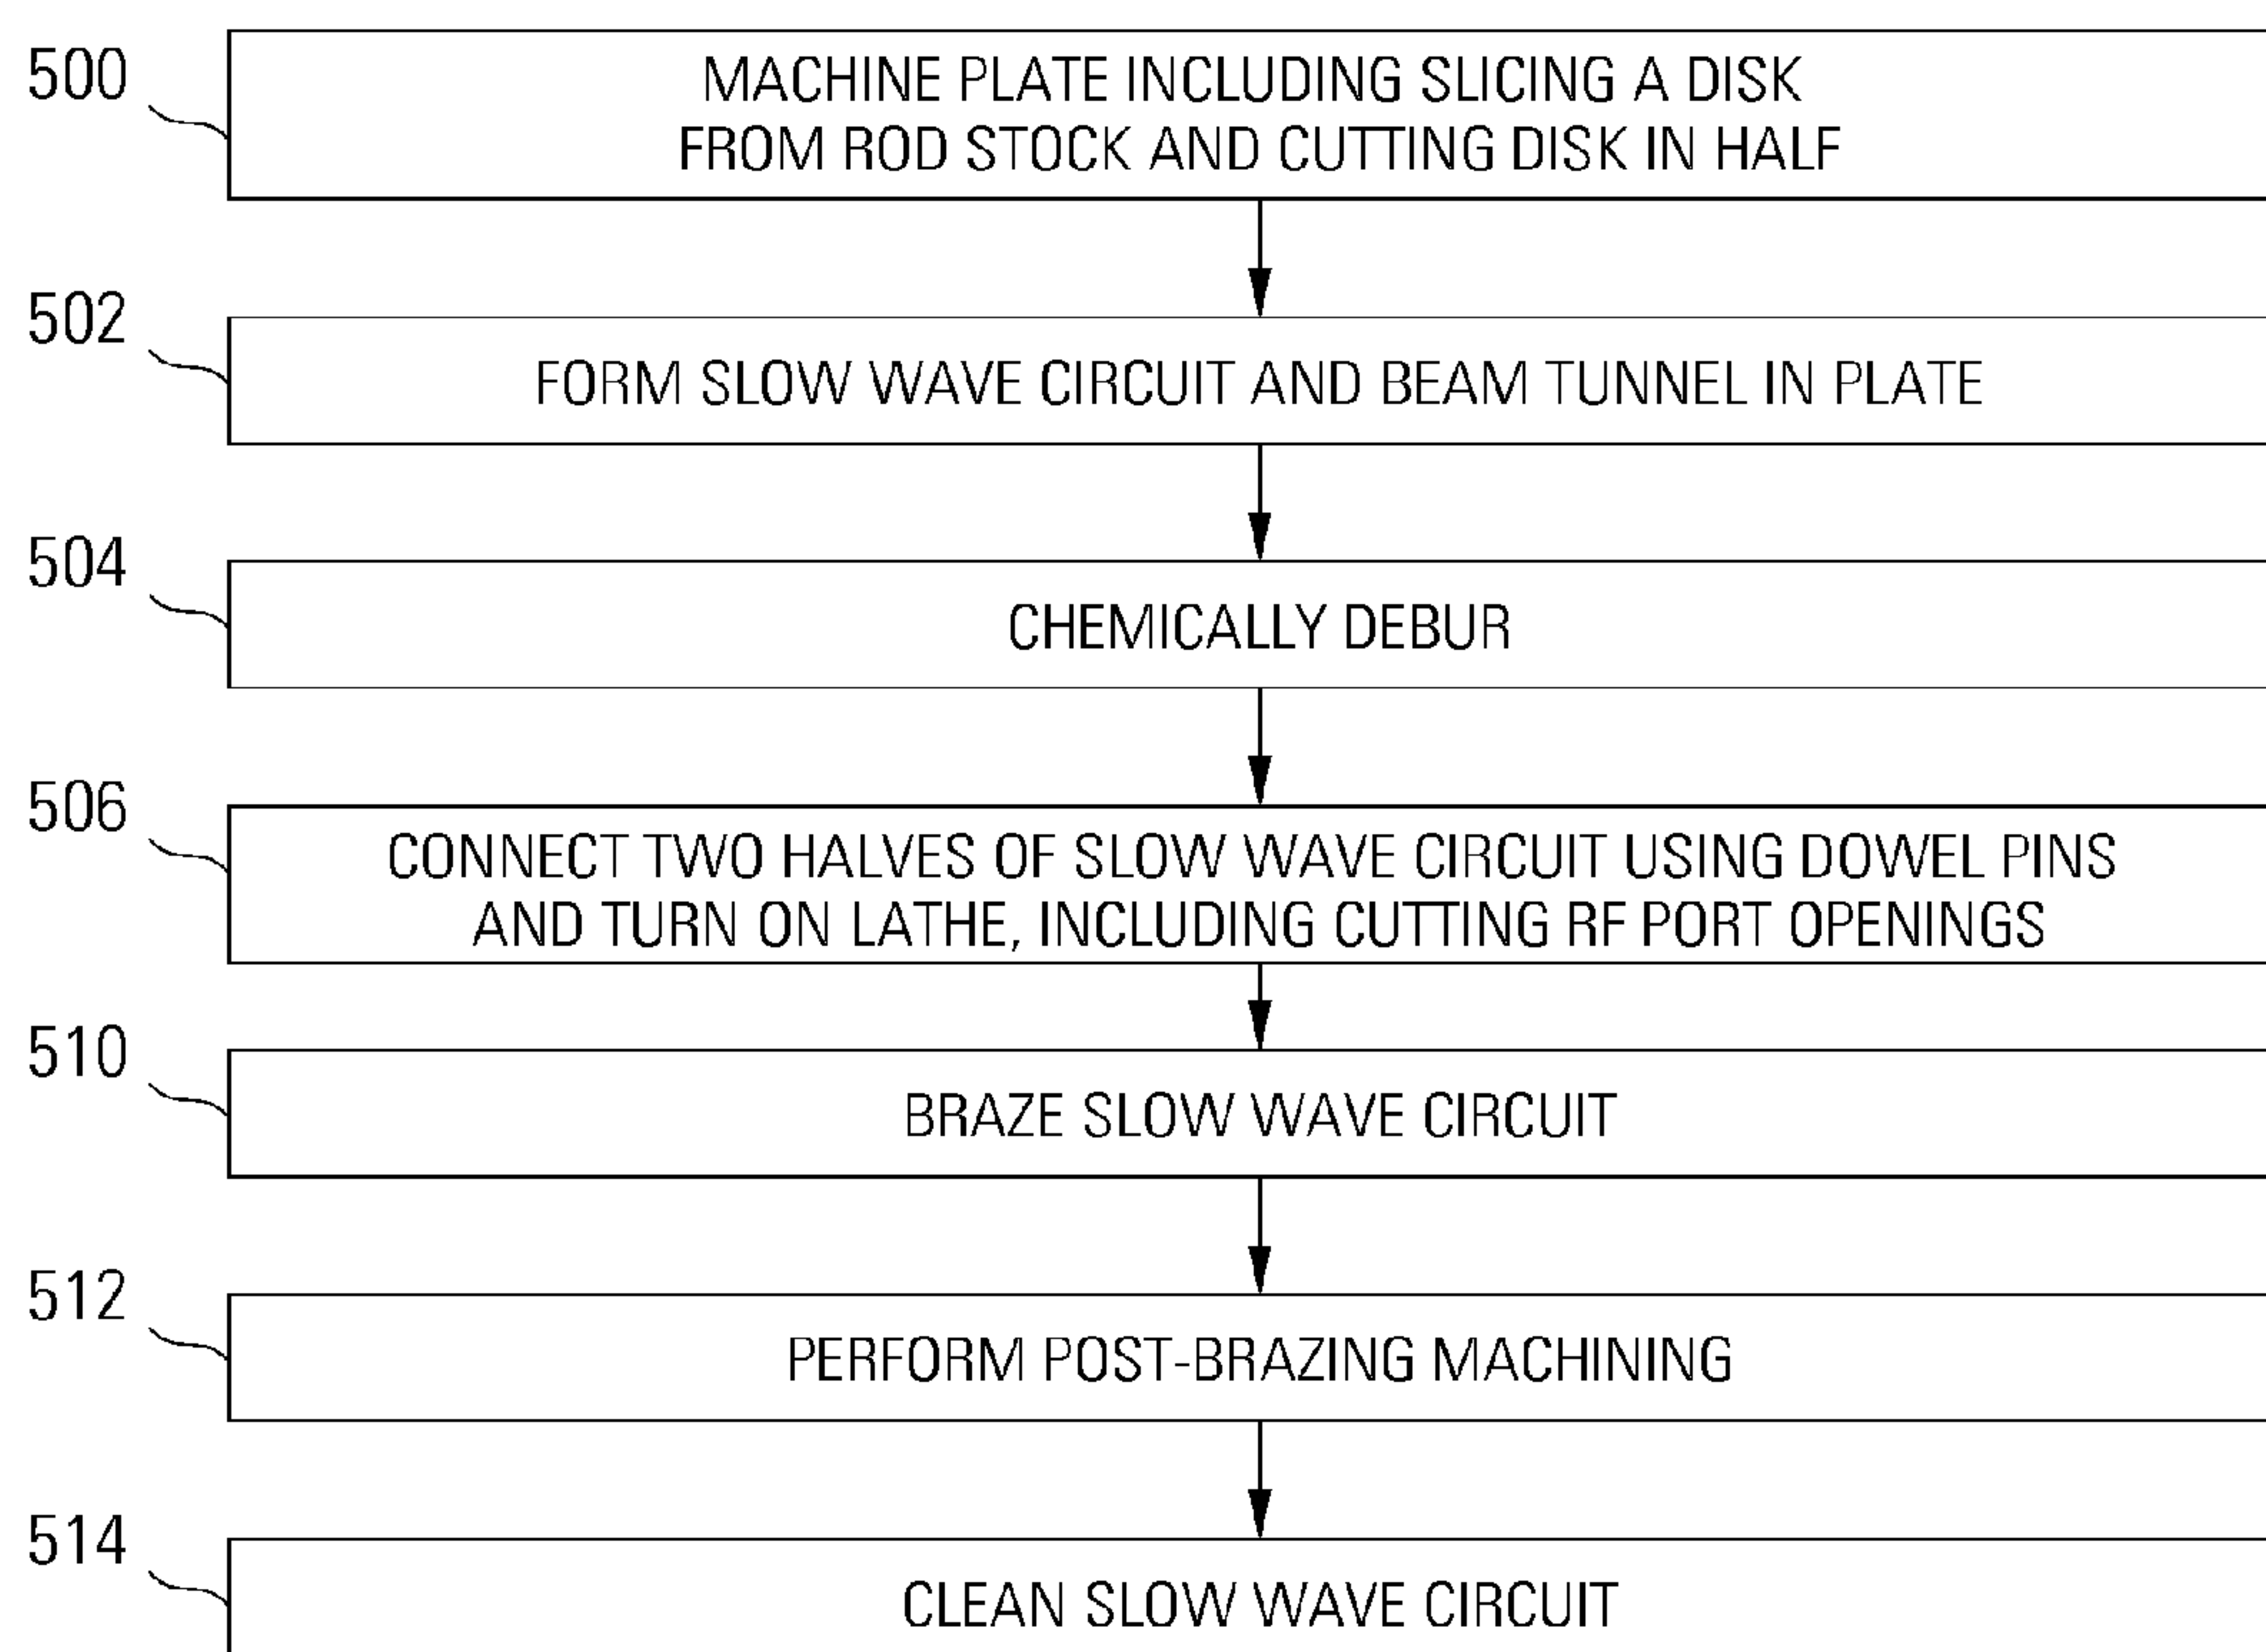 500
MACHINE PLATE INCLUDING SLICING A DISK
FROM ROD STOCK AND CUTTING DISK IN HALF
502
FORM SLOW WAVE CIRCUIT AND BEAM TUNNEL IN PLATE
504
CHEMICALLY DEBUR
506
CONNECT TWO HALVES OF SLOW WAVE CIRCUIT USING DOWEL PINS
AND TURN ON LATHE, INCLUDING CUTTING RF PORT OPENINGS
510
BRAZE SLOW WAVE CIRCUIT
512
PERFORM POST-BRAZING MACHINING
514
CLEAN SLOW WAVE CIRCUIT